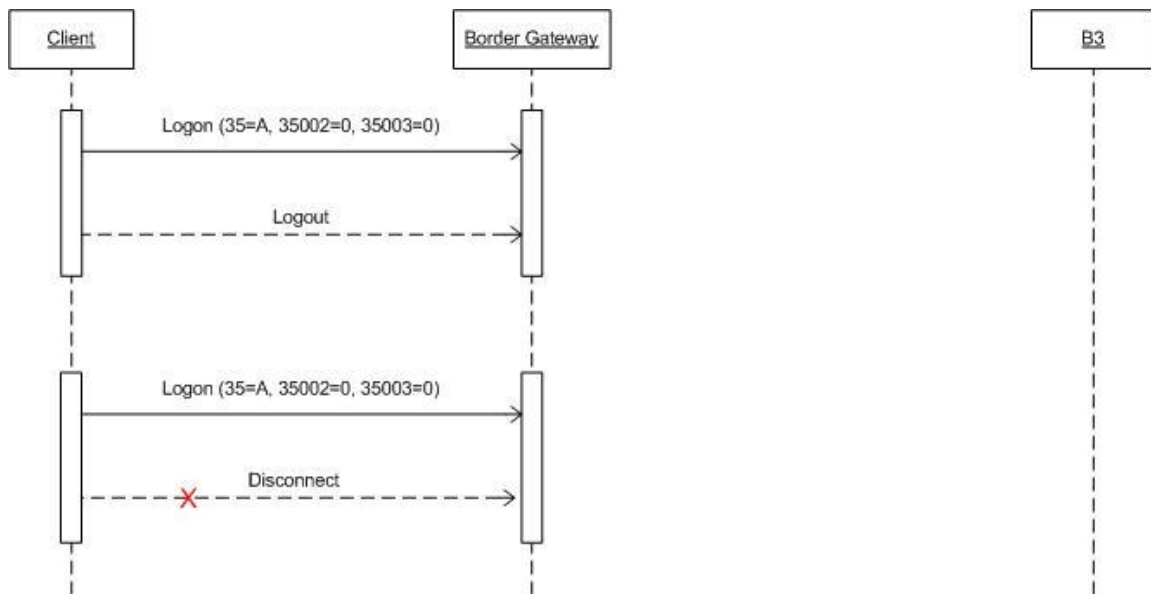 Client
Border Gateway
B3
Logon (35=A, 35002=0, 35003=0)
Logout
Logon (35=A, 35002=0, 35003=0)
Disconnect